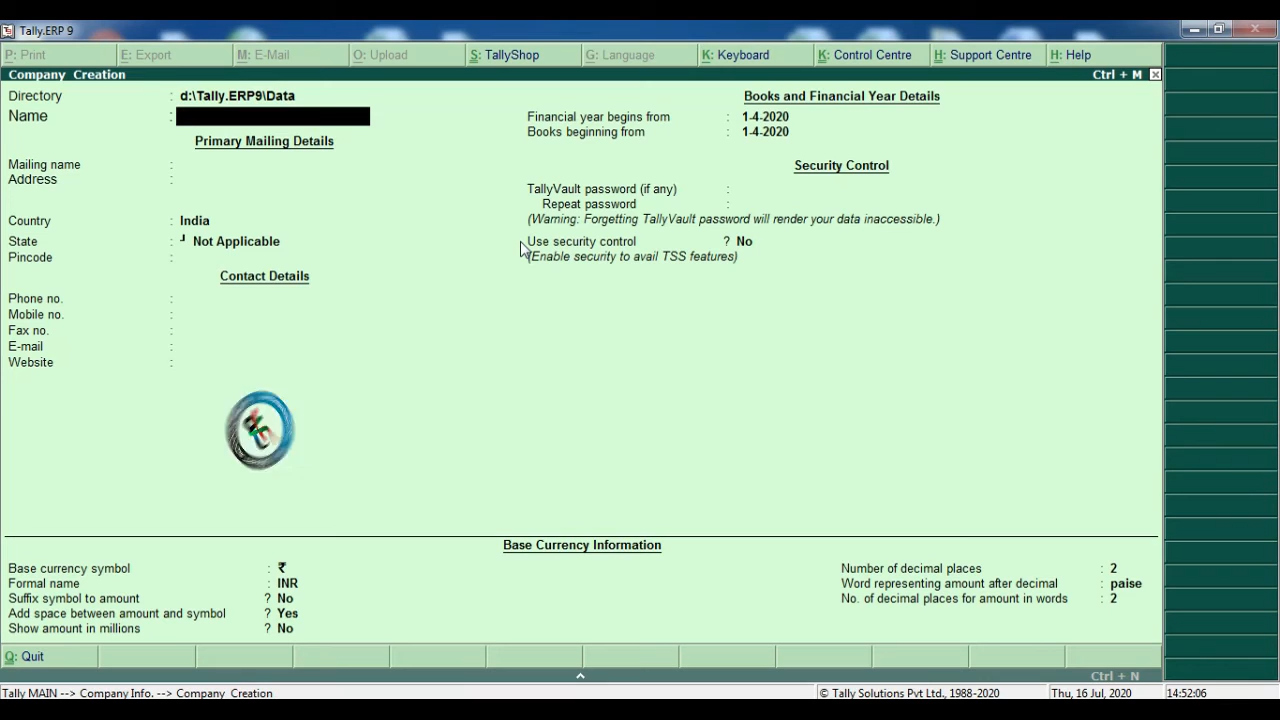 Tally.ERP 9
P: Print E: Export M: E-Mail O: Upload S: TallyShop G: Language K: Keyboard K: Control Centre H: Support Centre H: Help
Company Creation Ctrl + M
Directory : d:\Tally.ERP9\Data
Name :
Primary Mailing Details
Mailing name :
Address :
Country : India
State : Not Applicable
Pincode :
Contact Details
Phone no. :
Mobile no. :
Fax no. :
E-mail :
Website :
Books and Financial Year Details
Financial year begins from : 1-4-2020
Books beginning from : 1-4-2020
Security Control
TallyVault password (if any) :
Repeat password :
(Warning: Forgetting TallyVault password will render your data inaccessible.)
Use security control ? No
(Enable security to avail TSS features)
Base Currency Information
Base currency symbol : ₹
Formal name : INR
Suffix symbol to amount ? No
Add space between amount and symbol ? Yes
Show amount in millions ? No
Number of decimal places : 2
Word representing amount after decimal : paise
No. of decimal places for amount in words : 2
Q: Quit
Ctrl + N
Tally MAIN --> Company Info. --> Company Creation © Tally Solutions Pvt Ltd., 1988-2020 Thu, 16 Jul, 2020 14:52:06